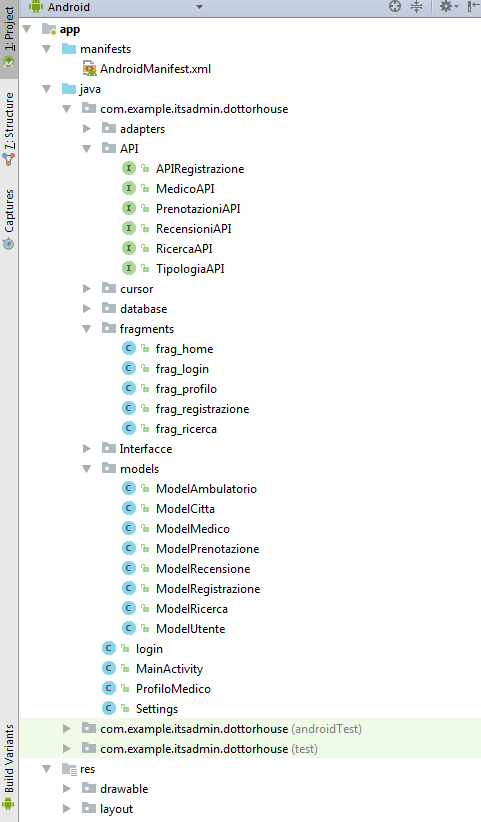 Android
1: Project
7: Structure
Captures
Build Variants
app
manifests
AndroidManifest.xml
java
com.example.itsadmin.dottorhouse
adapters
API
I APIRegistrazione
I MedicoAPI
I PrenotazioniAPI
I RecensioniAPI
I RicercaAPI
I TipologiaAPI
cursor
database
fragments
C frag_home
C frag_login
C frag_profilo
C frag_registrazione
C frag_ricerca
Interfacce
models
C ModelAmbulatorio
C ModelCitta
C ModelMedico
C ModelPrenotazione
C ModelRecensione
C ModelRegistrazione
C ModelRicerca
C ModelUtente
C login
C MainActivity
C ProfiloMedico
C Settings
com.example.itsadmin.dottorhouse (androidTest)
com.example.itsadmin.dottorhouse (test)
res
drawable
layout